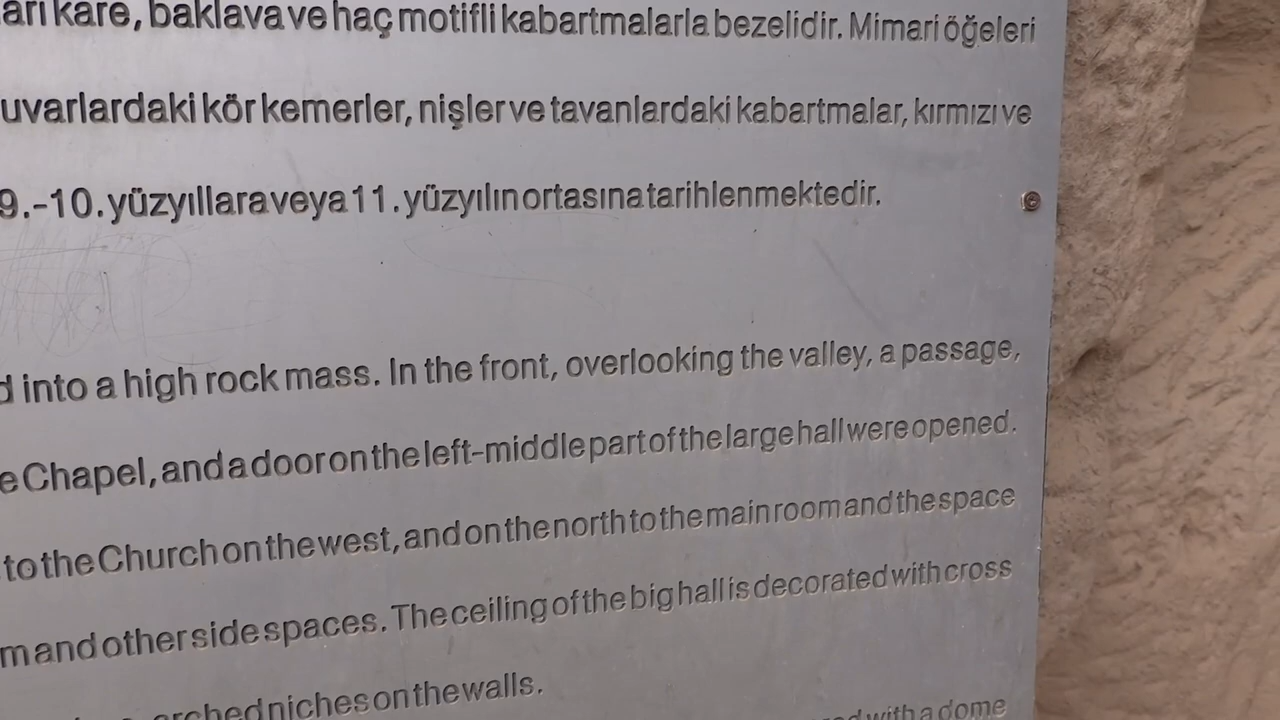 kare, baklava ve haç motifli kabartmalarla bezelidir. Mimari öğeleri
kör kemerler, nişler ve tavanlardaki kabartmalar, kırmızı ve
9.-10. yüzyıllara veya 11. yüzyılın ortasına tarihlenmektedir.
into a high rock mass. In the front, overlooking the valley, a passage,
Chapel, and a door on the left-middle part of the large hall were opened.
to the Church on the west, and on the north to the main room and the space
and other side spaces. The ceiling of the big hall is decorated with cross
niches on the walls.
with a dome